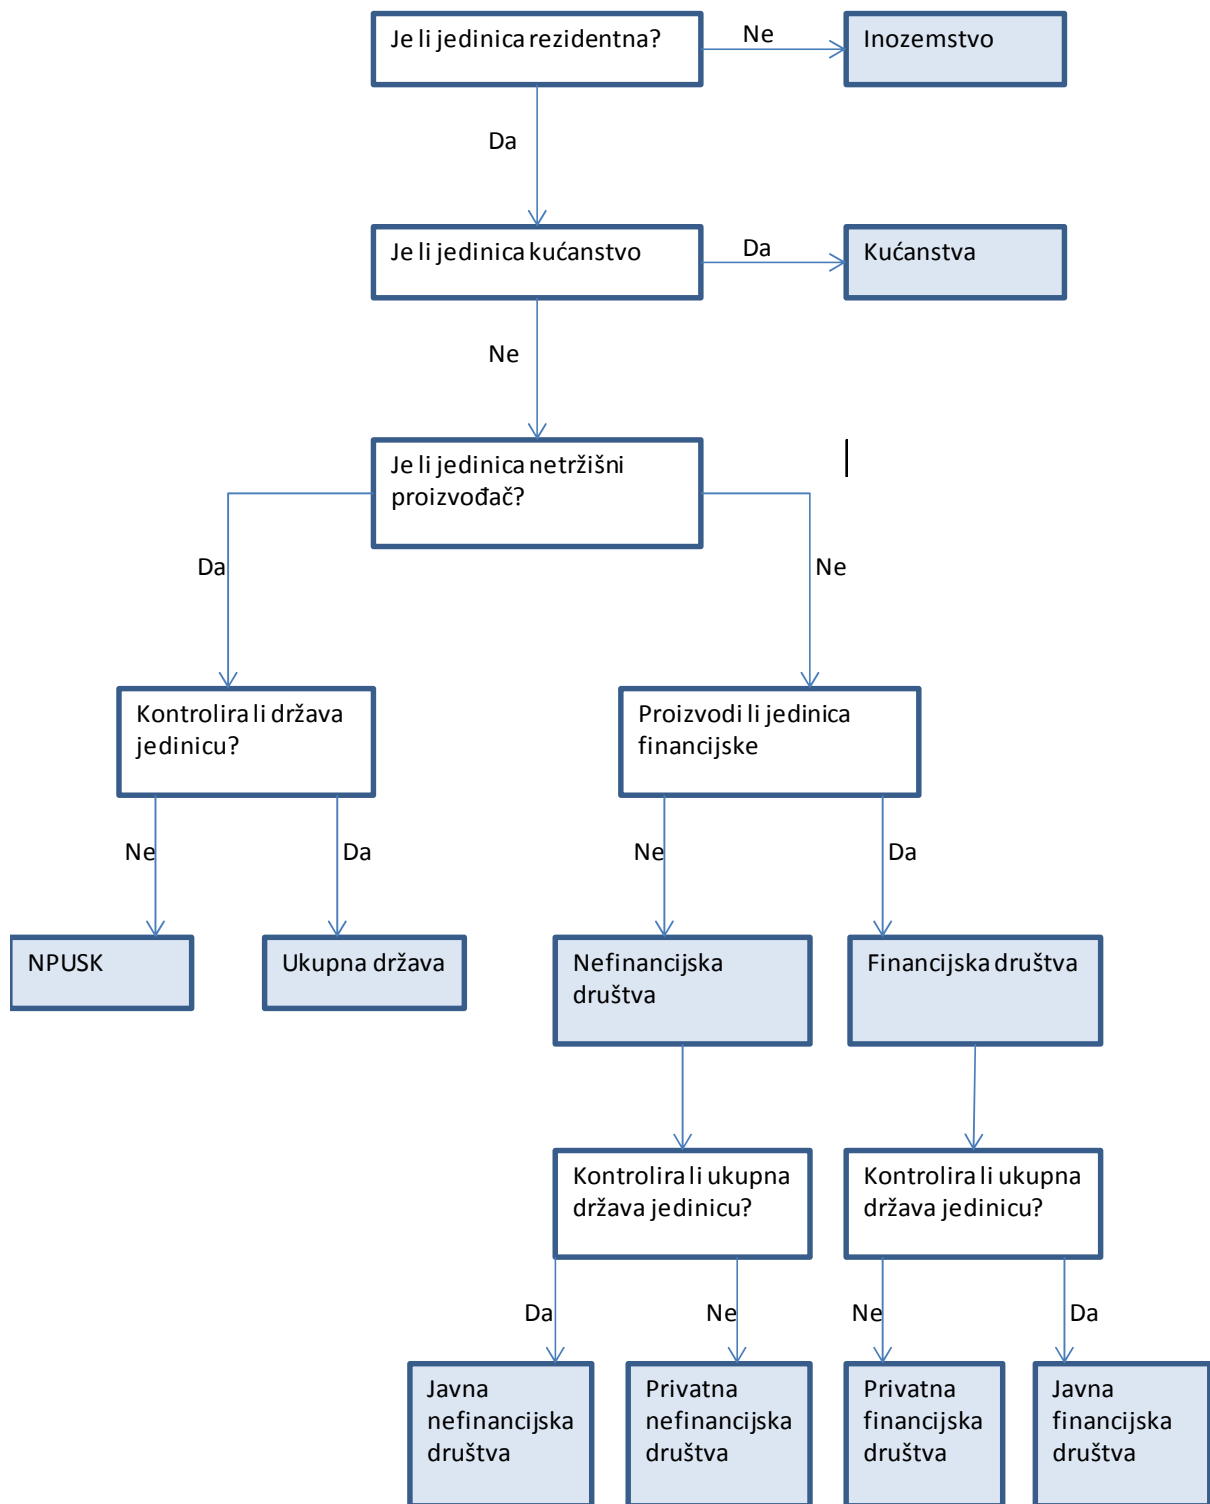 Je li jedinica rezidentna?
Ne
Inozemstvo
Da
Je li jedinica kućanstvo
Da
Kućanstva
Ne
Je li jedinica netržišni
proizvođač?
Da
Ne
Kontrolira li država
jedinicu?
Proizvodi li jedinica
financijske
Ne
Da
Ne
Da
NPUSK
Ukupna država
Nefinancijska
društva
Financijska društva
Kontrolira li ukupna
država jedinicu?
Kontrolira li ukupna
država jedinicu?
Da
Ne
Ne
Da
Javna
nefinancijska
društva
Privatna
nefinancijska
društva
Privatna
financijska
društva
Javna
financijska
društva